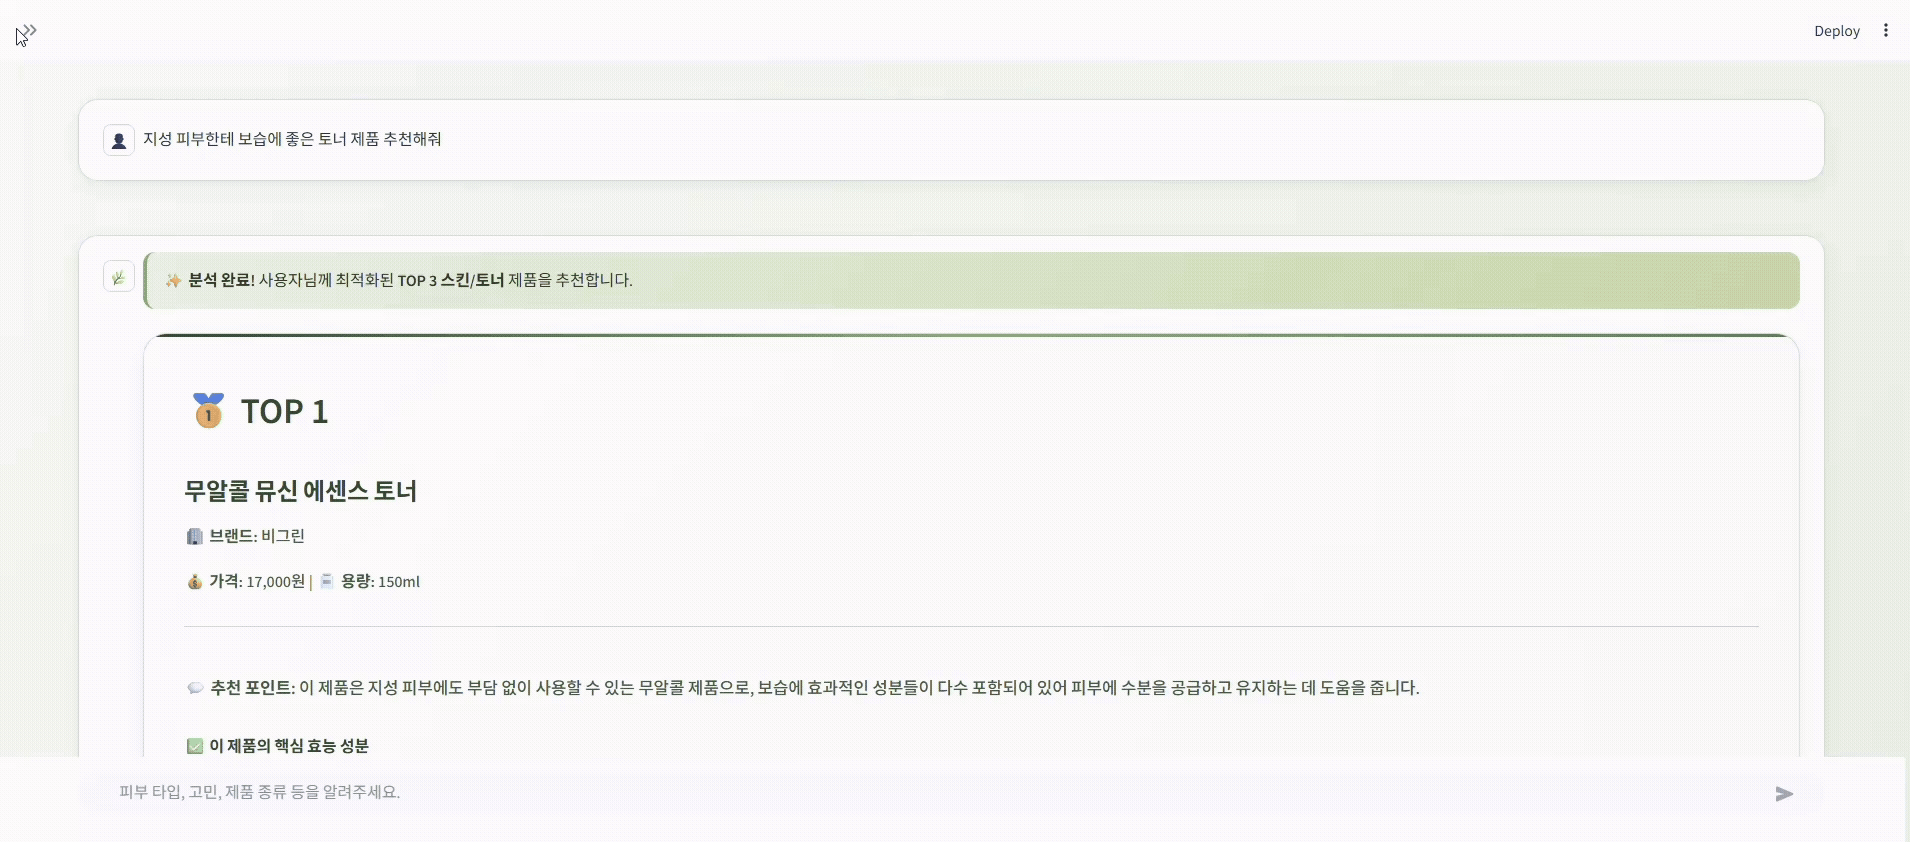 Deploy
지성 피부한테 보습에 좋은 토너 제품 추천해줘
분석 완료! 사용자님께 최적화된 TOP 3 스킨/토너 제품을 추천합니다.
1 TOP 1
무알콜 뮤신 에센스 토너
브랜드: 비그린
가격: 17,000원 | 용량: 150ml
추천 포인트: 이 제품은 지성 피부에도 부담 없이 사용할 수 있는 무알콜 제품으로, 보습에 효과적인 성분들이 다수 포함되어 있어 피부에 수분을 공급하고 유지하는 데 도움을 줍니다.
이 제품의 핵심 효능 성분
피부 타입, 고민, 제품 종류 등을 알려주세요.